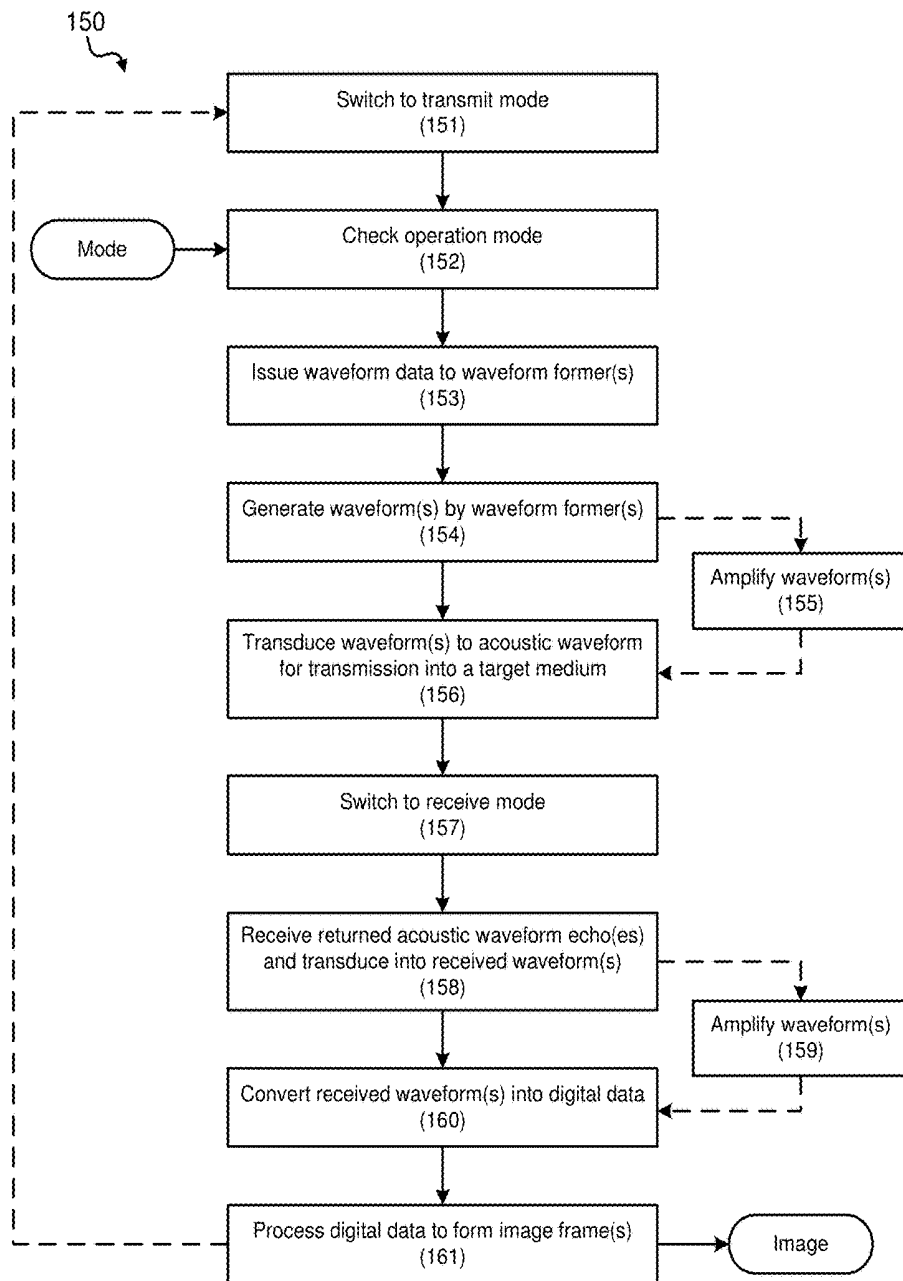 150
Switch to transmit mode
(151)
Mode
Check operation mode
(152)
Issue waveform data to waveform former(s)
(153)
Generate waveform(s) by waveform former(s)
(154)
Amplify waveform(s)
(155)
Transduce waveform(s) to acoustic waveform
for transmission into a target medium
(156)
Switch to receive mode
(157)
Receive returned acoustic waveform echo(es)
and transduce into received waveform(s)
(158)
Amplify waveform(s)
(159)
Convert received waveform(s) into digital data
(160)
Process digital data to form image frame(s)
(161)
Image